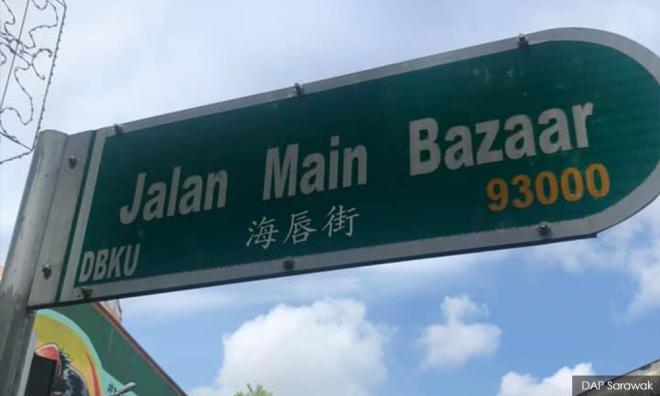 Jalan Main Bazaar
93000
海唇街
DBKU
DAP Sarawak